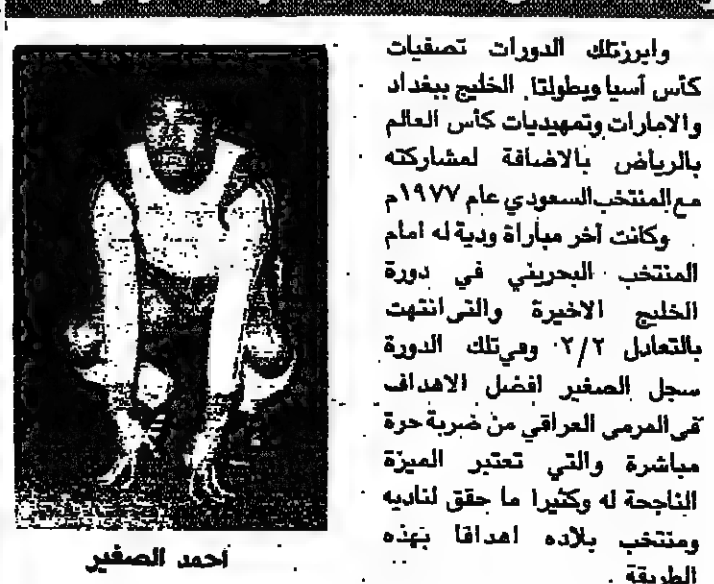 وابرزتلك الدورات تصفيات
كأس آسيا وبطولتا الخليج ببغداد
والامارات وتمهيديات كأس العالم
بالرياض بالاضافة لمشاركته
مع المنتخب السعودي عام ١٩٧٧م
وكانت آخر مباراة ودية له امام
المنتخب البحريني في دورة
الخليج الاخيرة والتي انتهت
بالتعادل ٢/٢ وفي تلك الدورة
سجل الصغير افضل الاهداف
في المرمى العراقي من ضربة حرة
مباشرة والتي تعتبر الميزة
الناجحة له وكثيرا ما حقق لناديه
ومنتخب بلاده اهدافا بهذه
الطريقة .
احمد الصغير